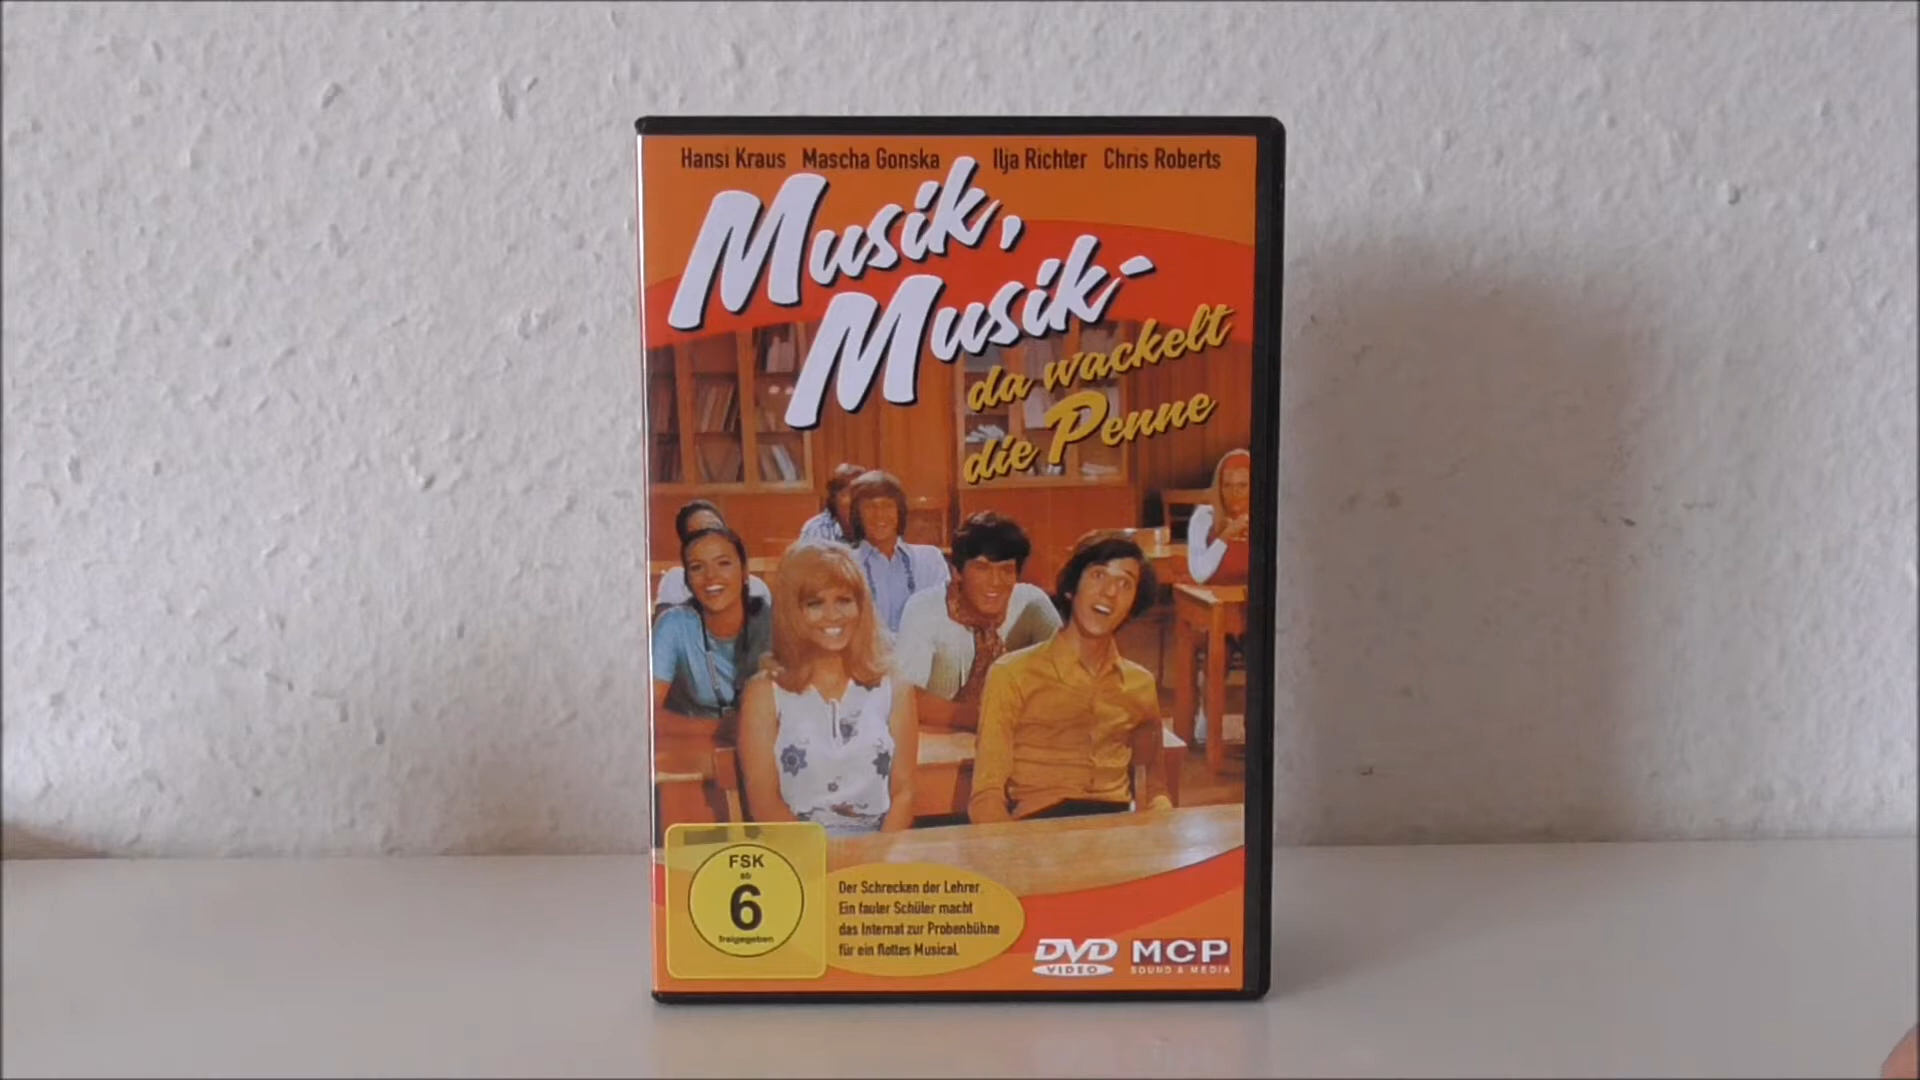 Hansi Kraus Mascha Gonska Ilja Richter Chris Roberts
Musik,
Musik-
da wackelt
die Penne
FSK
ab
6
freigegeben
Der Schrecken der Lehrer.
Ein fauler Schüler macht
das Internat zur Probenbühne
für ein flottes Musical.
DVD
VIDEO
MCP
SOUND & MEDIA